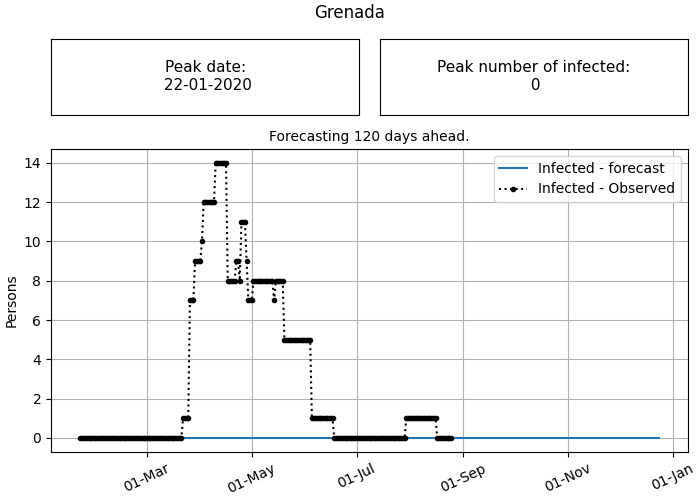 Grenada
Peak date:
22-01-2020
Peak number of infected:
0
Forecasting 120 days ahead.
Infected - forecast
Infected - Observed
Persons
14
12
10
8
6
4
2
0
01-Mar
01-May
01-Jul
01-Sep
01-Nov
01-Jan